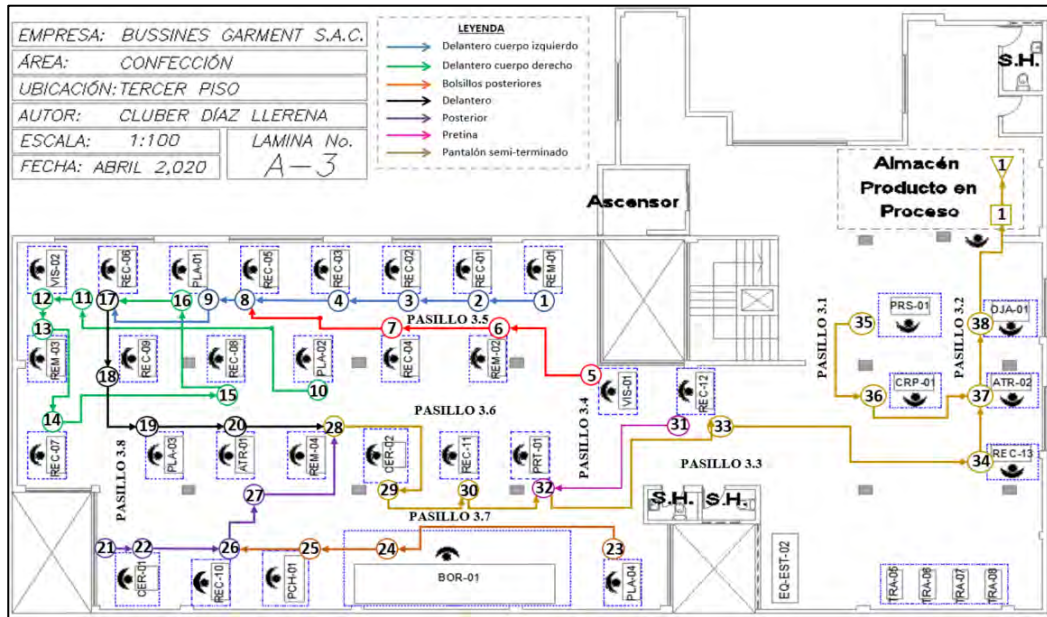 EMPRESA: BUSSINES GARMENT S.A.C.
ÁREA: CONFECCIÓN
UBICACIÓN: TERCER PISO
AUTOR: CLUBER DÍAZ LLERENA
ESCALA: 1:100
LAMINA No.
FECHA: ABRIL 2,020
A-3
LEYENDA
Delantero cuerpo izquierdo
Delantero cuerpo derecho
Bolsillos posteriores
Delantero
Posterior
Pretina
Pantalón semi-terminado
S.H.
Almacén
Producto en
Proceso
1
1
Ascensor
VIS-02
REC-06
PLA-01
REC-05
REC-03
REC-02
REC-01
REM-01
12
11
17
16
9
8
4
3
2
1
PASILLO 3.5
13
7
6
REM-03
REC-09
REC-08
PLA-02
REC-04
REM-02
18
15
10
5
VIS-01
REC-12
PASILLO 3.1
PASILLO 3.2
35
PRS-01
38
OJA-01
36
CRP-01
37
ATR-02
14
PASILLO 3.6
PASILLO 3.4
REC-07
PASILLO 3.8
19
20
28
31
33
PLA-03
ATR-01
REM-04
CER-02
REC-11
PRT-01
PASILLO 3.3
34
REC-13
27
29
30
32
S.H.
S.H.
PASILLO 3.7
21
22
26
25
24
23
CER-01
REC-10
PCH-01
BOR-01
PLA-04
EQ-EST-02
TRA-05
TRA-06
TRA-07
TRA-08